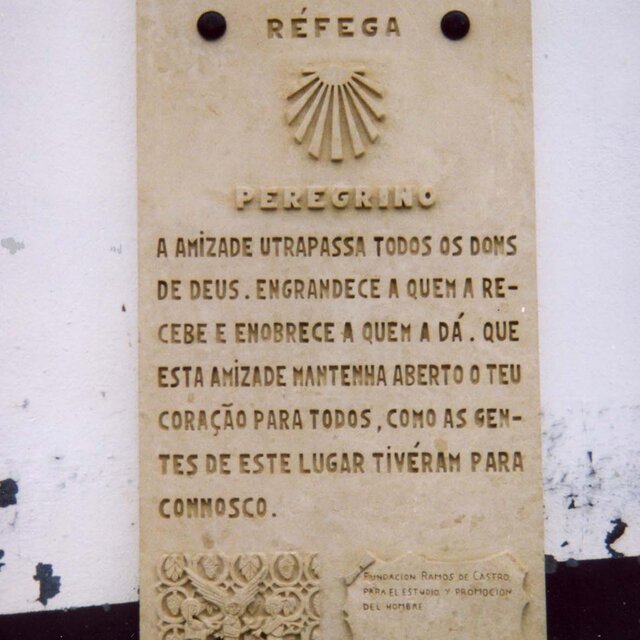 RÉFEGA
PEREGRINO
A AMIZADE UTRAPASSA TODOS OS DONS
DE DEUS. ENGRANDECE A QUEM A RE-
CEBE E ENOBRECE A QUEM A DÁ. QUE
ESTA AMIZADE MANTENHA ABERTO O TEU
CORAÇÃO PARA TODOS, COMO AS GEN-
TES DE ESTE LUGAR TIVÉRAM PARA
CONNOSCO.
FUNDACION RAMOS DE CASTRO
PARA EL ESTUDIO Y PROMOCION
DEL HOMBRE